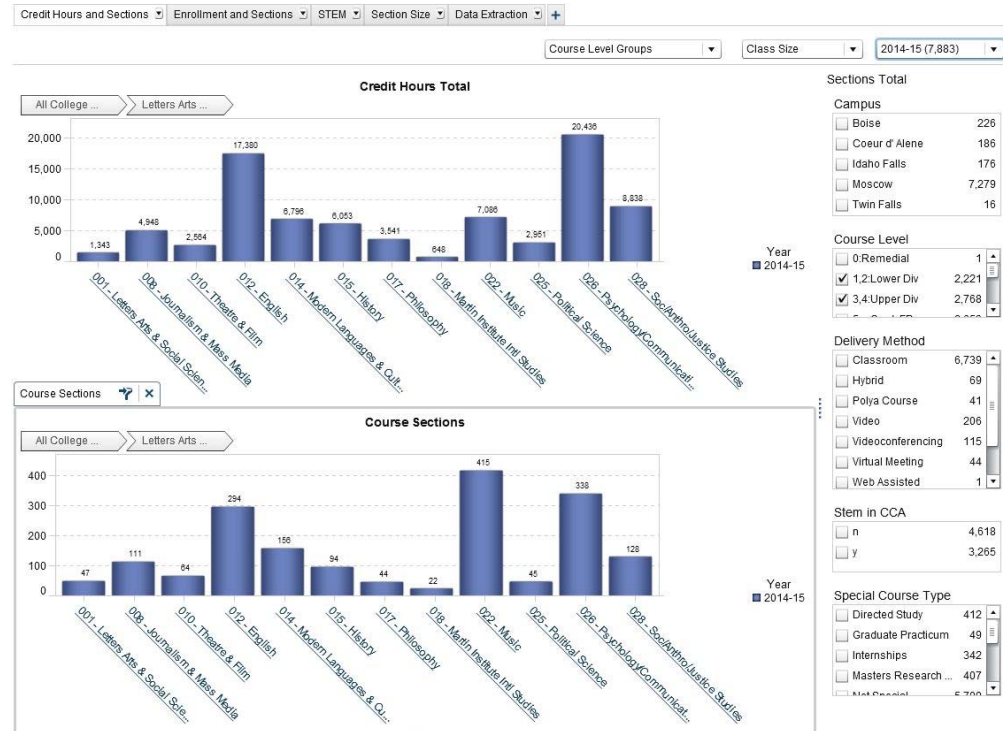 Credit Hours and Sections
Enrollment and Sections
STEM
Section Size
Data Extraction
Course Level Groups
Class Size
2014-15 (7,883)
Credit Hours Total
All College ...
Letters Arts ...
20,000
15,000
10,000
5,000
0
1,343
4,948
2,564
17,380
6,796
6,053
3,541
648
7,086
2,951
20,436
8,838
001 - Letters Arts & Social Scien...
008 - Journalism & Mass Media
010 - Theatre & Film
012 - English
014 - Modern Languages & Cult...
015 - History
017 - Philosophy
018 - Martin Institute Intl Studies
022 - Music
025 - Political Science
026 - Psychology/Communicati...
028 - Soc/Anthro/Justice Studies
Year
2014-15
Course Sections
Course Sections
All College ...
Letters Arts ...
400
300
200
100
0
47
111
64
294
156
94
44
22
415
45
338
128
001 - Letters Arts & Social Scie...
008 - Journalism & Mass Media
010 - Theatre & Film
012 - English
014 - Modern Languages & Cu...
015 - History
017 - Philosophy
018 - Martin Institute Intl Studies
022 - Music
025 - Political Science
026 - Psychology/Communicat...
028 - Soc/Anthro/Justice Studies
Year
2014-15
Sections Total
Campus
Boise 226
Coeur d' Alene 186
Idaho Falls 176
Moscow 7,279
Twin Falls 16
Course Level
0:Remedial 1
1,2:Lower Div 2,221
3,4:Upper Div 2,768
Delivery Method
Classroom 6,739
Hybrid 69
Polya Course 41
Video 206
Videoconferencing 115
Virtual Meeting 44
Web Assisted 1
Stem in CCA
n 4,618
y 3,265
Special Course Type
Directed Study 412
Graduate Practicum 49
Internships 342
Masters Research ... 407